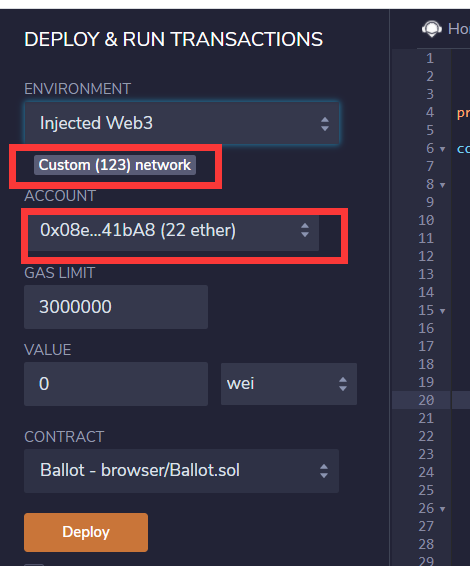 DEPLOY & RUN TRANSACTIONS
ENVIRONMENT
Injected Web3
Custom (123) network
ACCOUNT
0x08e...41bA8 (22 ether)
GAS LIMIT
3000000
VALUE
0 wei
CONTRACT
Ballot - browser/Ballot.sol
Deploy
Ho
1
2
3
4 pr
5
6 co
7
8
9
10
11
12
13
14
15
16
17
18
19
20
21
22
23
24
25
26
27
28
29